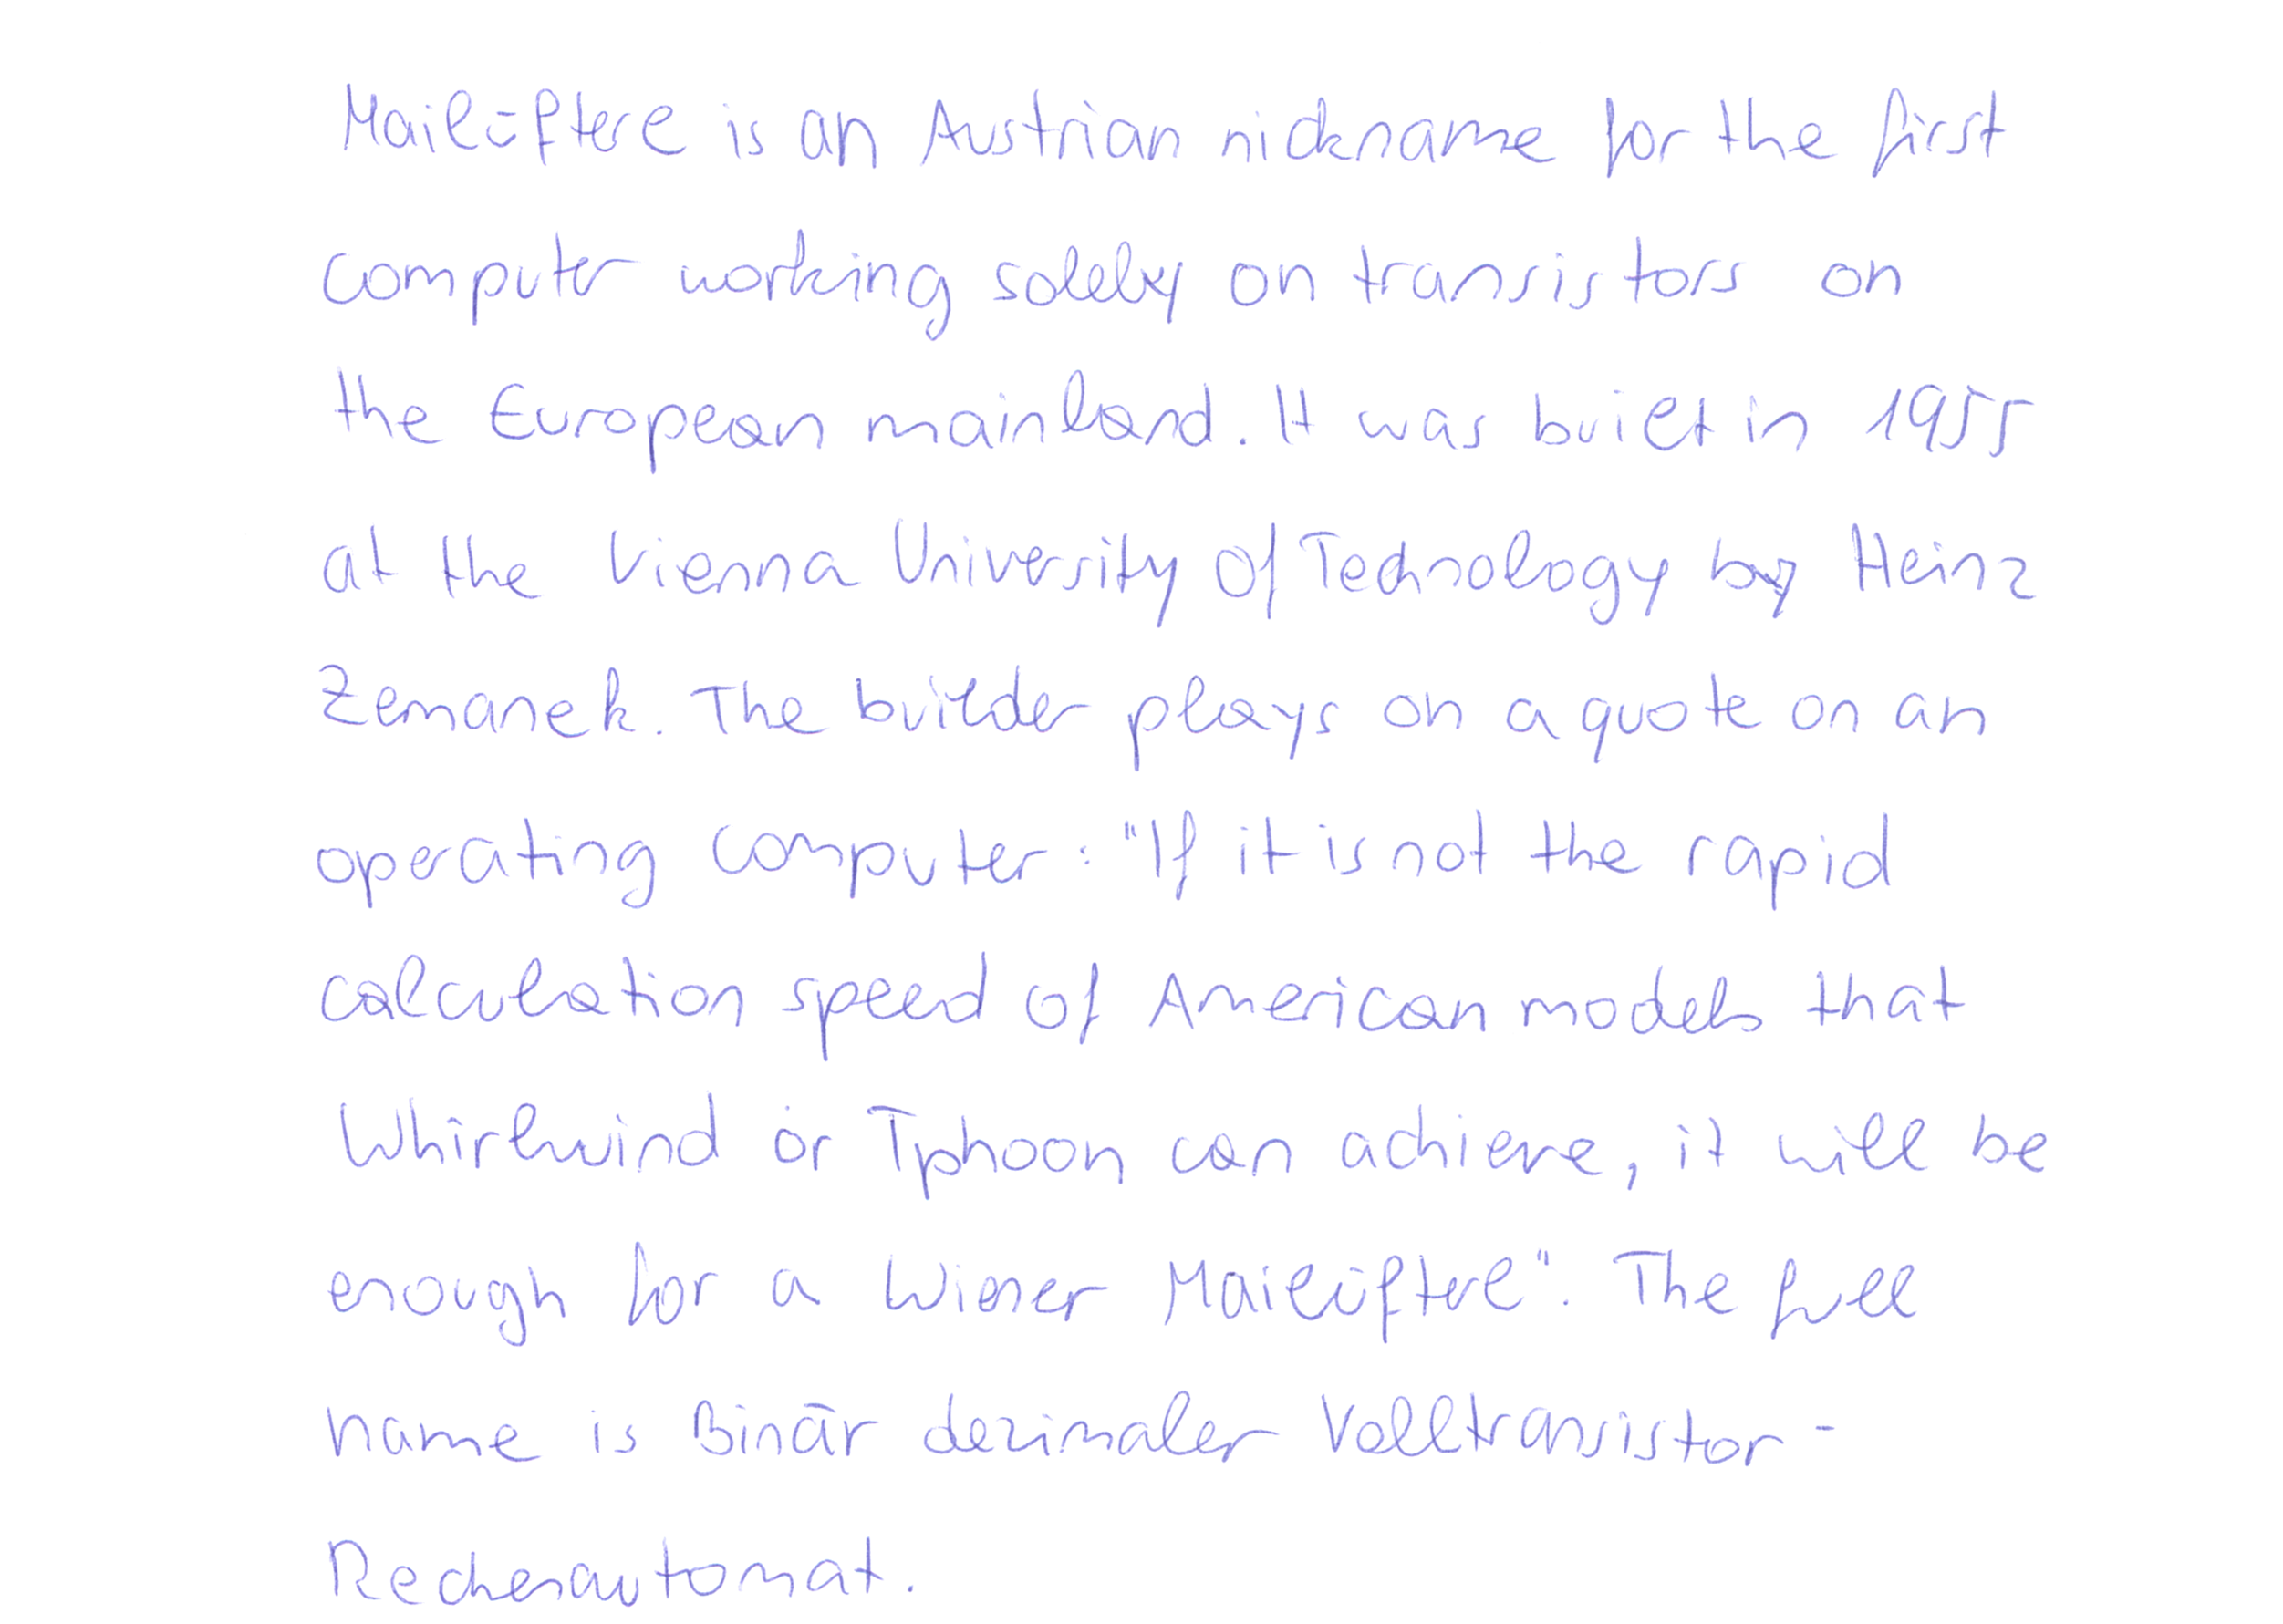 Mailüfterl is an Austrian nickname for the first
computer working solely on transistors on
the European mainland. It was built in 1955
at the Vienna University of Technology by Heinz
Zemanek. The builder plays on a quote on an
operating computer: "If it is not the rapid
calculation speed of American models that
Whirlwind or Tphoon can achieve, it will be
enough for a Wiener Mailüfterl". The full
name is Binär dezimaler Volltransistor-
Rechenautomat.